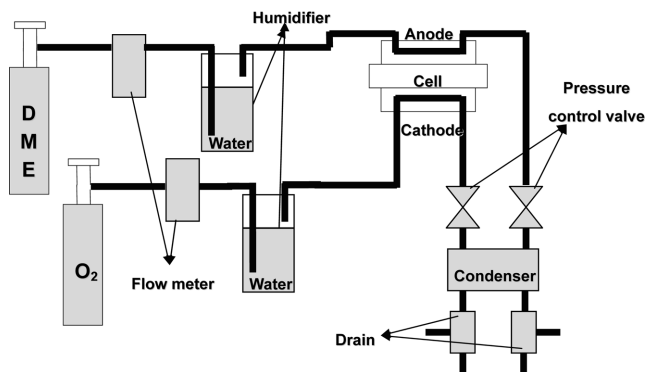 Humidifier
Anode
Cell
Cathode
Pressure
control valve
D
M
E
Water
O2
Water
Flow meter
Condenser
Drain